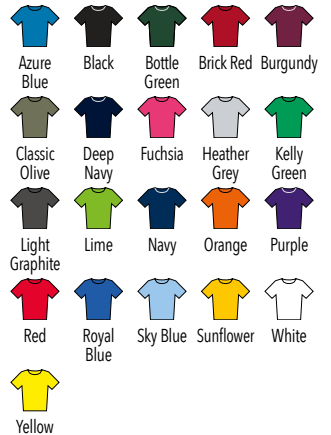 Azure Blue
Black
Bottle Green
Brick Red
Burgundy
Classic Olive
Deep Navy
Fuchsia
Heather Grey
Kelly Green
Light Graphite
Lime
Navy
Orange
Purple
Red
Royal Blue
Sky Blue
Sunflower
White
Yellow